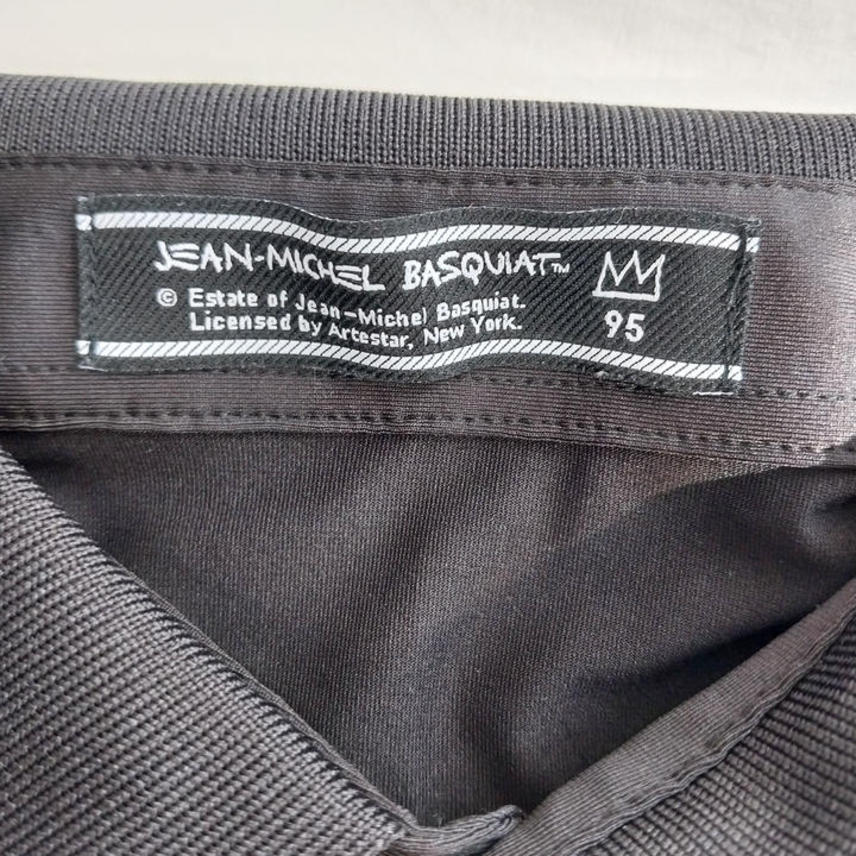 JEAN-MICHEL BASQUIAT™
© Estate of Jean-Michel Basquiat.
Licensed by Artestar, New York.
95